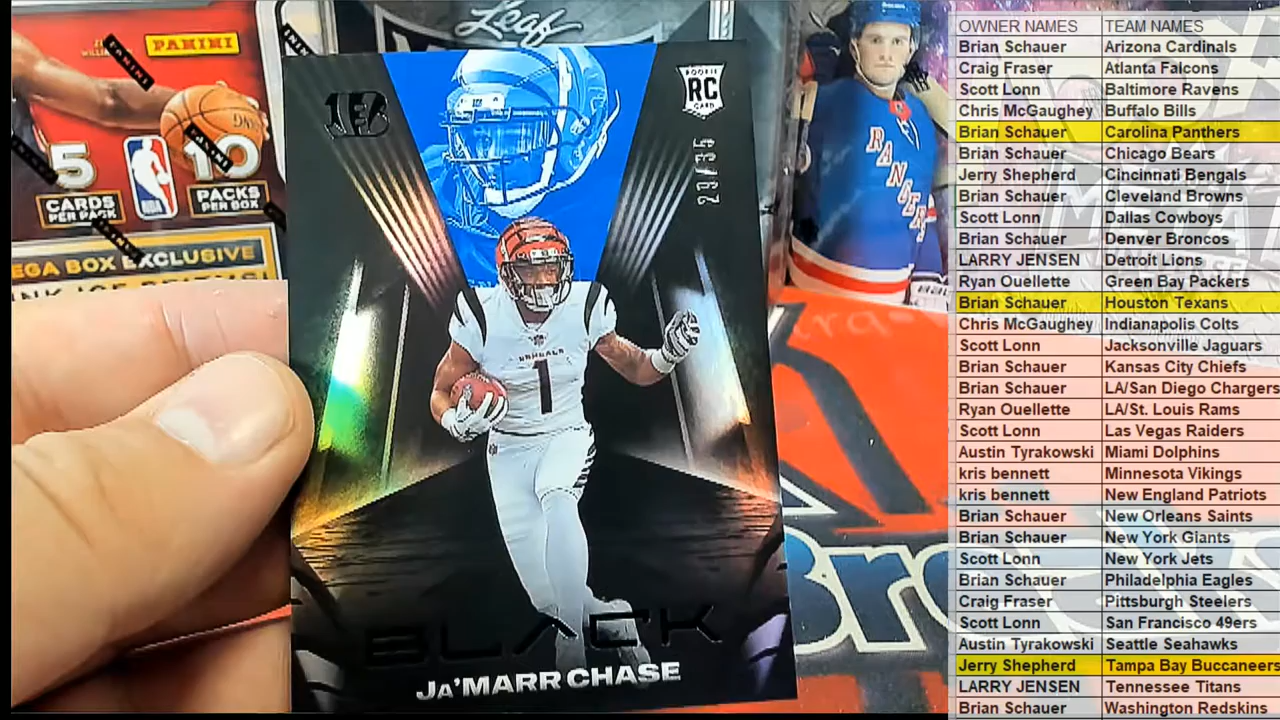 Leaf
PANINI
PANINI
5
CARDS
PER PACK
NBA
10
PACKS
PER BOX
MEGA BOX EXCLUSIVE
ROOKIE
RC
CARD
23/35
BENGALS
1
BLACK
JA'MARR CHASE
RANGERS
OWNER NAMES TEAM NAMES
Brian Schauer Arizona Cardinals
Craig Fraser Atlanta Falcons
Scott Lonn Baltimore Ravens
Chris McGaughey Buffalo Bills
Brian Schauer Carolina Panthers
Brian Schauer Chicago Bears
Jerry Shepherd Cincinnati Bengals
Brian Schauer Cleveland Browns
Scott Lonn Dallas Cowboys
Brian Schauer Denver Broncos
LARRY JENSEN Detroit Lions
Ryan Ouellette Green Bay Packers
Brian Schauer Houston Texans
Chris McGaughey Indianapolis Colts
Scott Lonn Jacksonville Jaguars
Brian Schauer Kansas City Chiefs
Brian Schauer LA/San Diego Chargers
Ryan Ouellette LA/St. Louis Rams
Scott Lonn Las Vegas Raiders
Austin Tyrakowski Miami Dolphins
kris bennett Minnesota Vikings
kris bennett New England Patriots
Brian Schauer New Orleans Saints
Brian Schauer New York Giants
Scott Lonn New York Jets
Brian Schauer Philadelphia Eagles
Craig Fraser Pittsburgh Steelers
Scott Lonn San Francisco 49ers
Austin Tyrakowski Seattle Seahawks
Jerry Shepherd Tampa Bay Buccaneers
LARRY JENSEN Tennessee Titans
Brian Schauer Washington Redskins